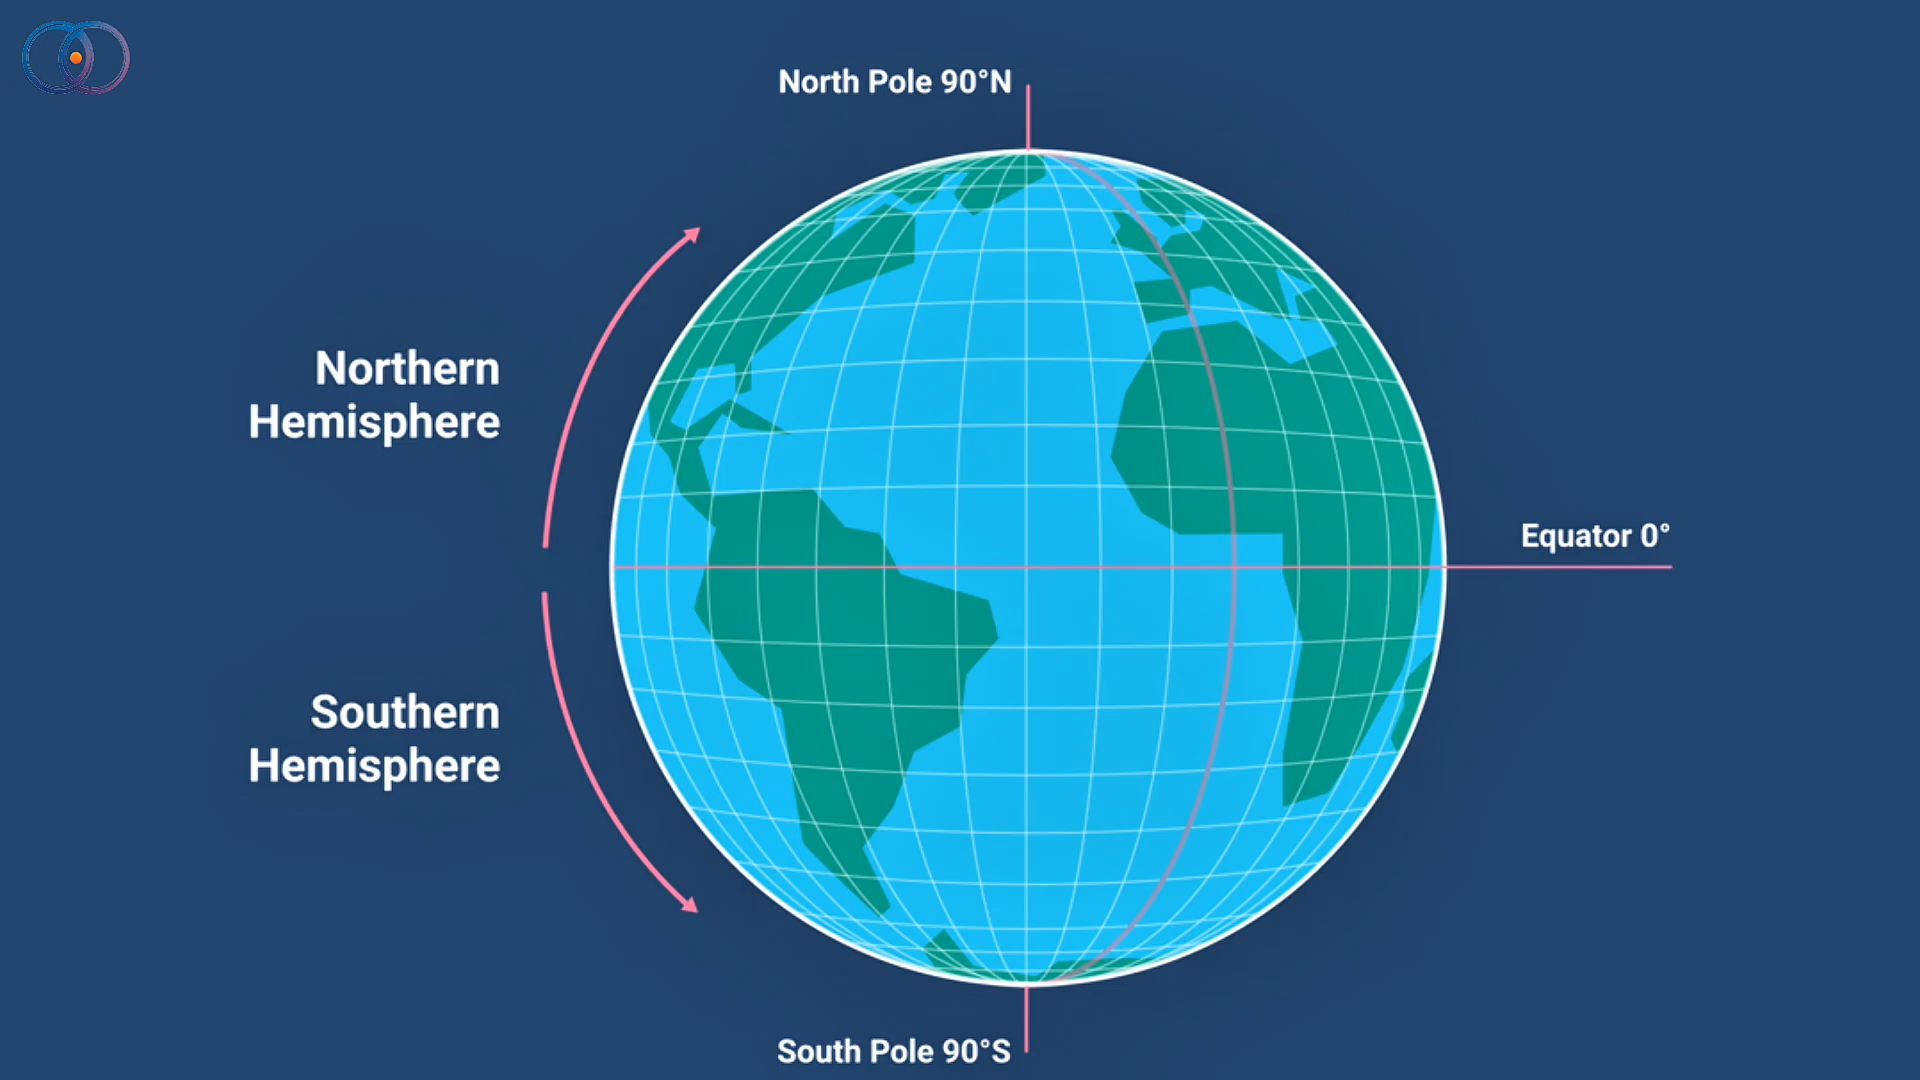 North Pole 90°N
Northern
Hemisphere
Equator 0°
Southern
Hemisphere
South Pole 90°S